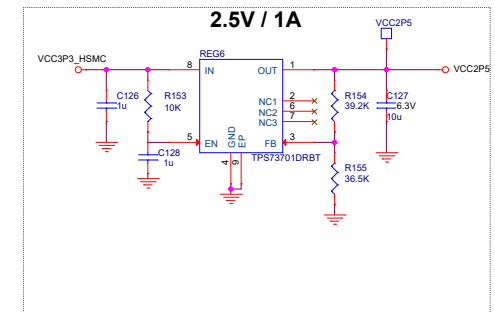 2.5V / 1A
VCC2P5
VCC3P3_HSMC
REG6
8
IN
OUT
1
VCC2P5
C126
1u
R153
10K
NC1
2
NC2
6
NC3
7
R154
39.2K
C127
6.3V
10u
5
EN
GND
EP
FB
3
4
9
TPS73701DRBT
C128
1u
R155
36.5K